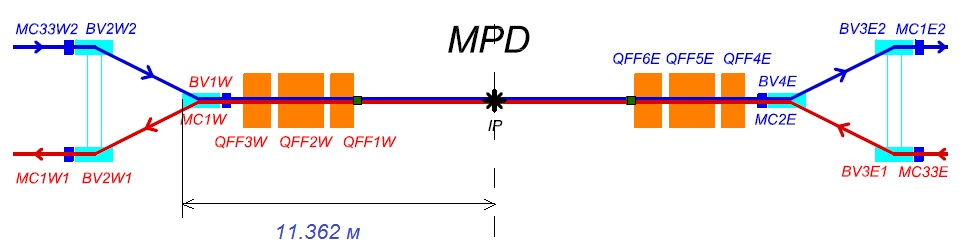 MC33W2 BV2W2 MPD BV3E2 MC1E2
BV1W QFF6E QFF5E QFF4E BV4E
MC1W IP MC2E
QFF3W QFF2W QFF1W
MC1W1 BV2W1 BV3E1 MC33E
11.362 м